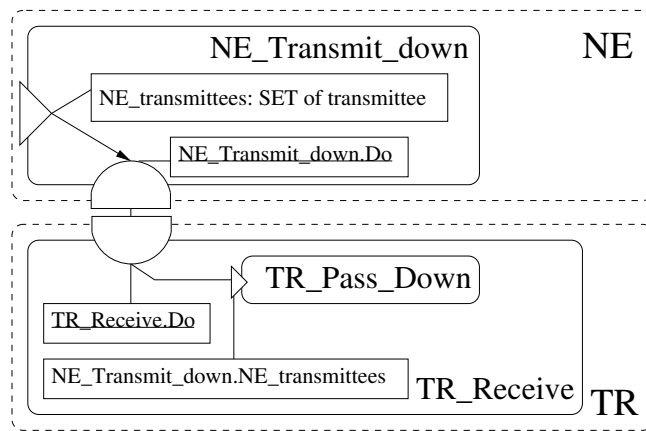 NE_Transmit_down
NE
NE_transmittees: SET of transmittee
NE_Transmit_down.Do
TR_Pass_Down
TR_Receive.Do
NE_Transmit_down.NE_transmittees
TR_Receive
TR